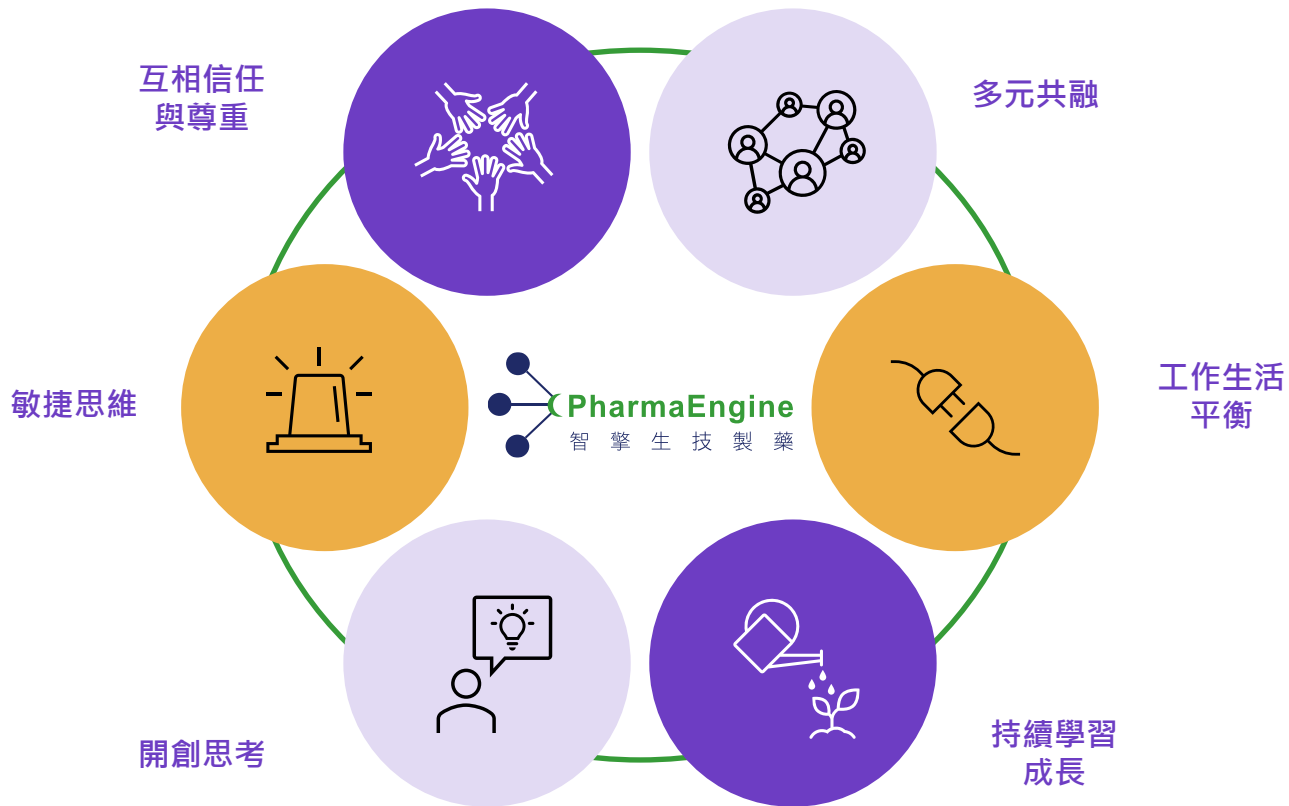 互相信任
與尊重
多元共融
敏捷思維
PharmaEngine
智擎生技製藥
工作生活
平衡
開創思考
持續學習
成長